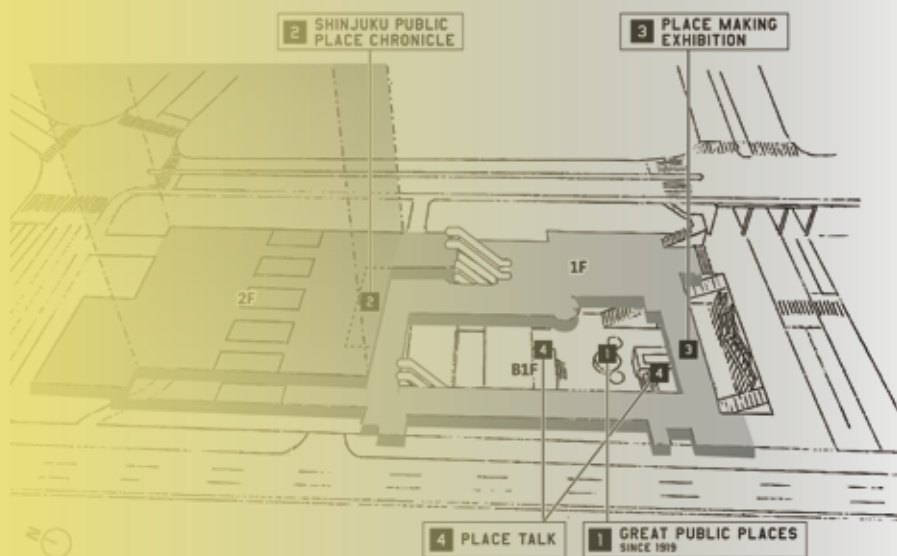 2 SHINJUKU PUBLIC
PLACE CHRONICLE
3 PLACE MAKING
EXHIBITION
1F
2F
2
4
1
3
B1F
4
N
4 PLACE TALK
1 GREAT PUBLIC PLACES
SINCE 1919